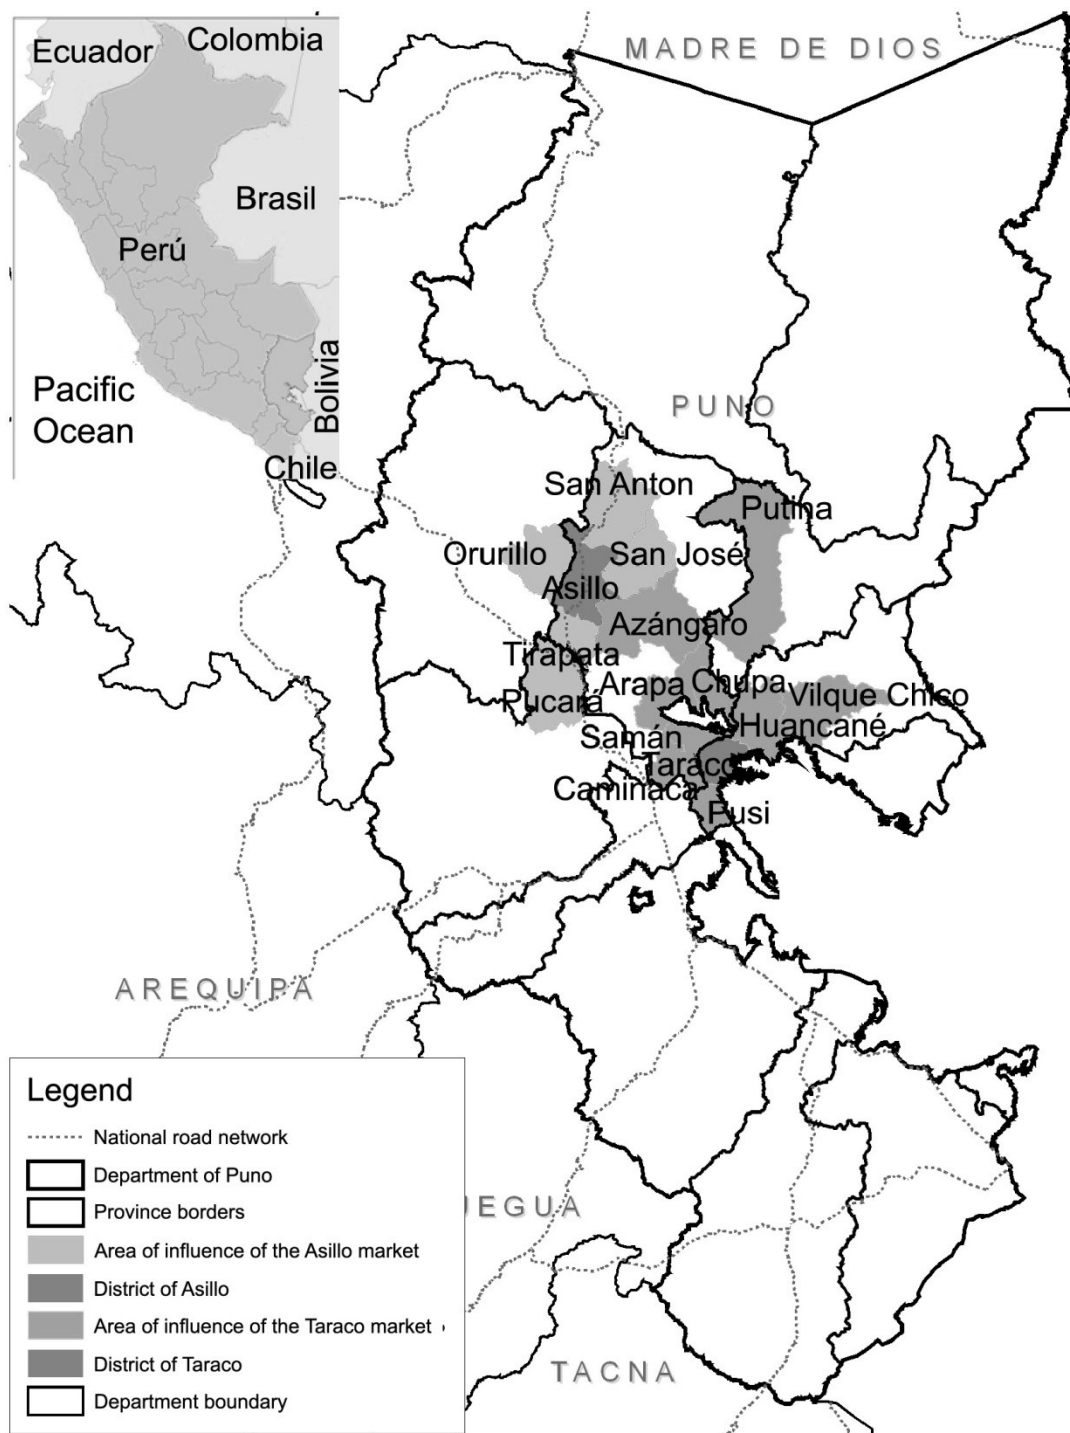 Ecuador
Colombia
Brasil
Perú
Pacific
Ocean
Bolivia
Chile
MADRE DE DIOS
PUNO
San Anton
Putina
Orurillo
San José
Asillo
Azángaro
Tirapata
Arapa
Chupa
Pucará
Vilque Chico
Huancané
Samán
Taraco
Caminaca
Pusi
AREQUIPA
UEGUA
TACNA
Legend
National road network
Department of Puno
Province borders
Area of influence of the Asillo market
District of Asillo
Area of influence of the Taraco market
District of Taraco
Department boundary